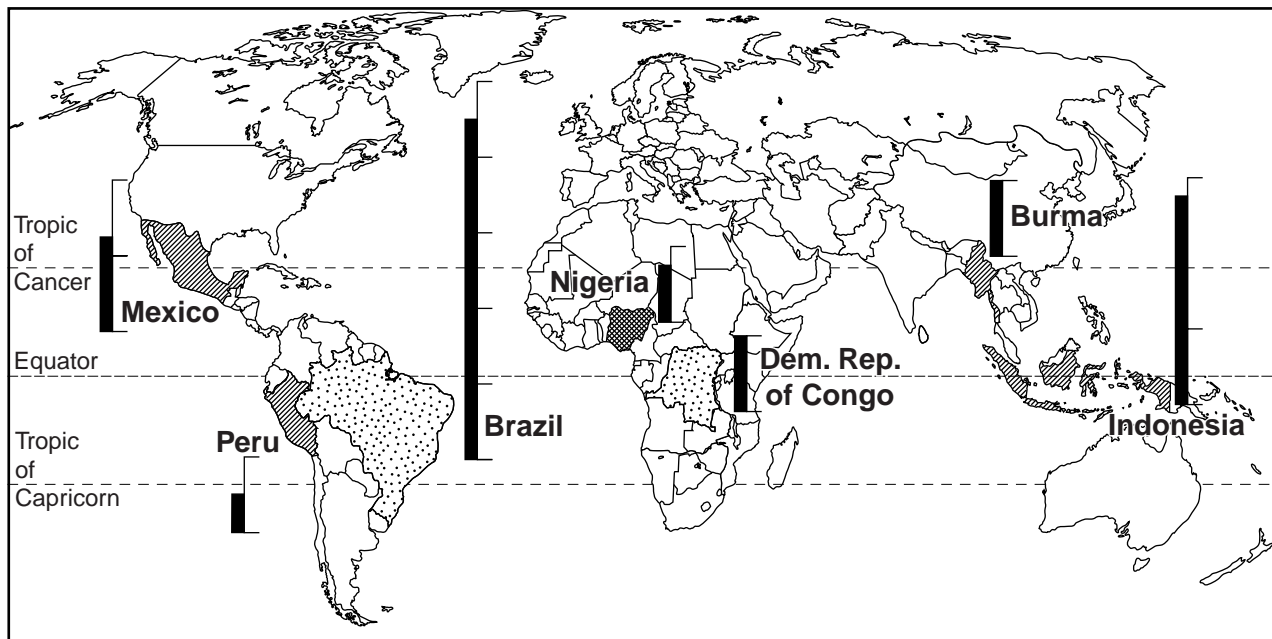 Tropic
of
Cancer
Equator
Tropic
of
Capricorn
Mexico
Peru
Brazil
Nigeria
Dem. Rep.
of Congo
Burma
Indonesia